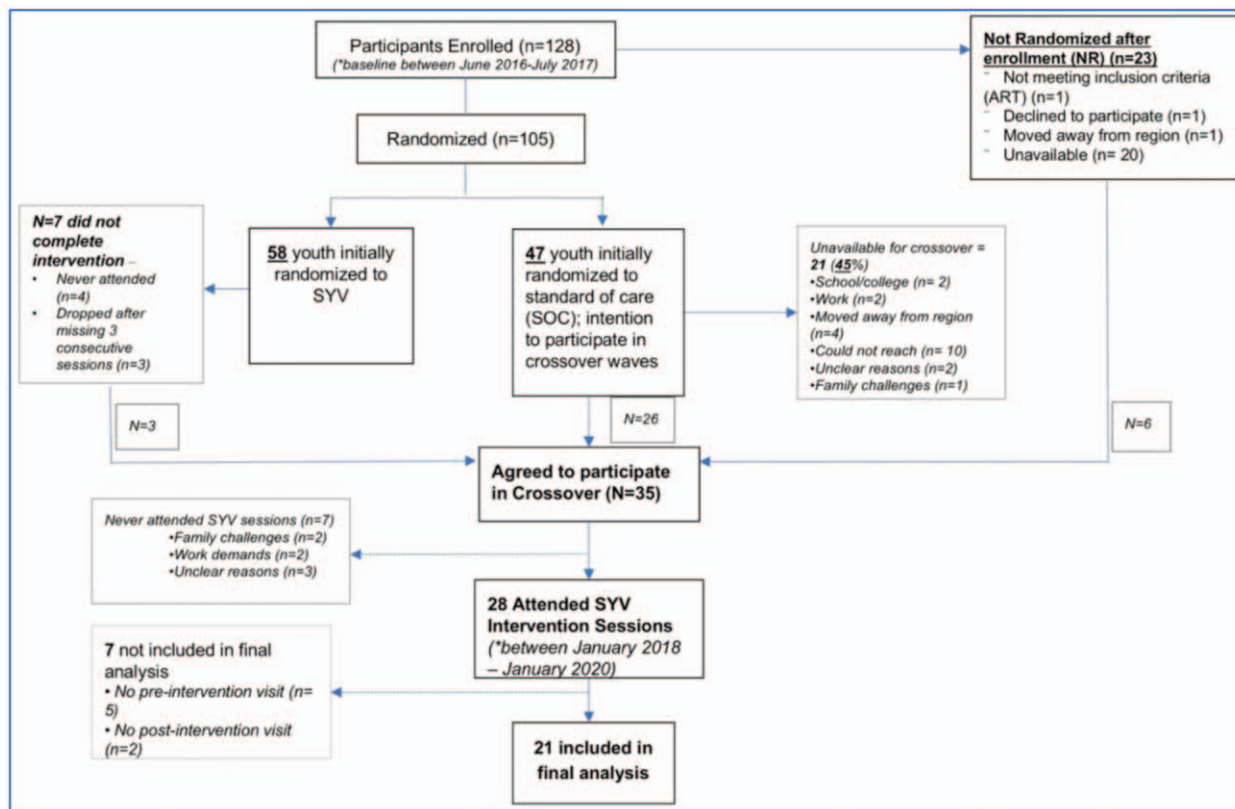 Participants Enrolled (n=128)
(*baseline between June 2016-July 2017)
Not Randomized after
enrollment (NR) (n=23)
¨ Not meeting inclusion criteria
(ART) (n=1)
¨ Declined to participate (n=1)
¨ Moved away from region (n=1)
¨ Unavailable (n= 20)
Randomized (n=105)
N=7 did not
complete
intervention –
• Never attended
(n=4)
• Dropped after
missing 3
consecutive
sessions (n=3)
58 youth initially
randomized to
SYV
47 youth initially
randomized to
standard of care
(SOC); intention
to participate in
crossover waves
Unavailable for crossover =
21 (45%)
•School/college (n= 2)
•Work (n=2)
•Moved away from region
(n=4)
•Could not reach (n= 10)
•Unclear reasons (n=2)
•Family challenges (n=1)
N=3
N=26
N=6
Agreed to participate
in Crossover (N=35)
Never attended SYV sessions (n=7)
•Family challenges (n=2)
•Work demands (n=2)
•Unclear reasons (n=3)
28 Attended SYV
Intervention Sessions
(*between January 2018
– January 2020)
7 not included in final
analysis
• No pre-intervention visit (n=
5)
• No post-intervention visit
(n=2)
21 included in
final analysis